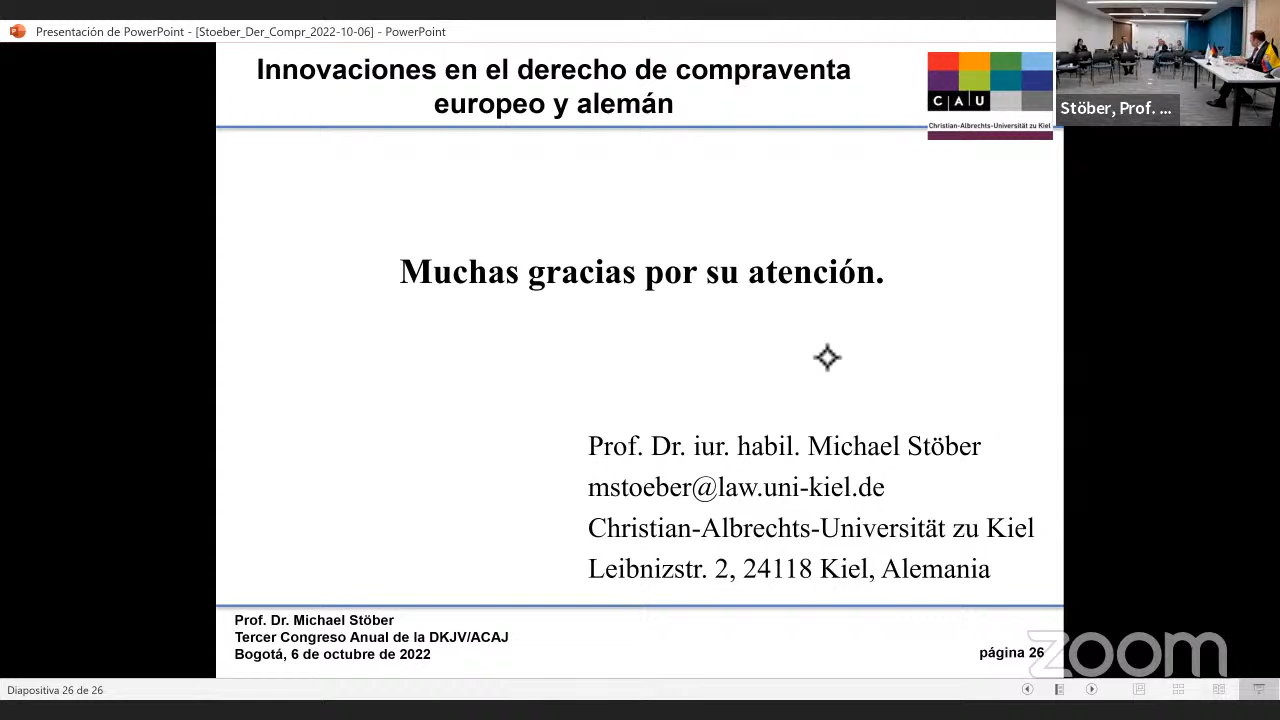 Presentación de PowerPoint - [Stoeber_Der_Compr_2022-10-06] - PowerPoint
Innovaciones en el derecho de compraventa
europeo y alemán
C A U
Christian-Albrechts-Universität zu Kiel
Stöber, Prof. ...
Muchas gracias por su atención.
Prof. Dr. iur. habil. Michael Stöber
mstoeber@law.uni-kiel.de
Christian-Albrechts-Universität zu Kiel
Leibnizstr. 2, 24118 Kiel, Alemania
Prof. Dr. Michael Stöber
Tercer Congreso Anual de la DKJV/ACAJ
Bogotá, 6 de octubre de 2022
página 26
zoom
Diapositiva 26 de 26